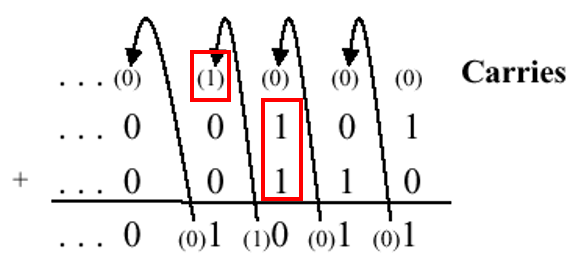 . . . (0) (1) (0) (0) (0) Carries
. . . 0 0 1 0 1
+ . . . 0 0 1 1 0
. . . 0 (0)1 (1)0 (0)1 (0)1